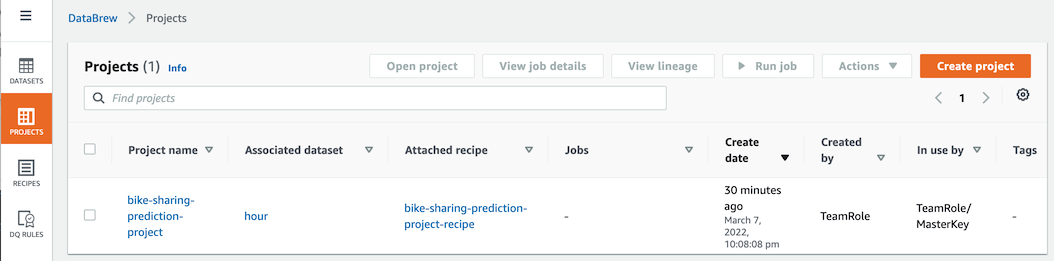 DataBrew > Projects
Projects (1) Info
Open project
View job details
View lineage
Run job
Actions
Create project
Find projects
1
DATASETS
PROJECTS
RECIPES
DQ RULES
Project name
Associated dataset
Attached recipe
Jobs
Create
date
Created
by
In use by
Tags
bike-sharing-
prediction-
project
hour
bike-sharing-prediction-
project-recipe
-
30 minutes
ago
March 7,
2022,
10:08:08 pm
TeamRole
TeamRole/
MasterKey
-